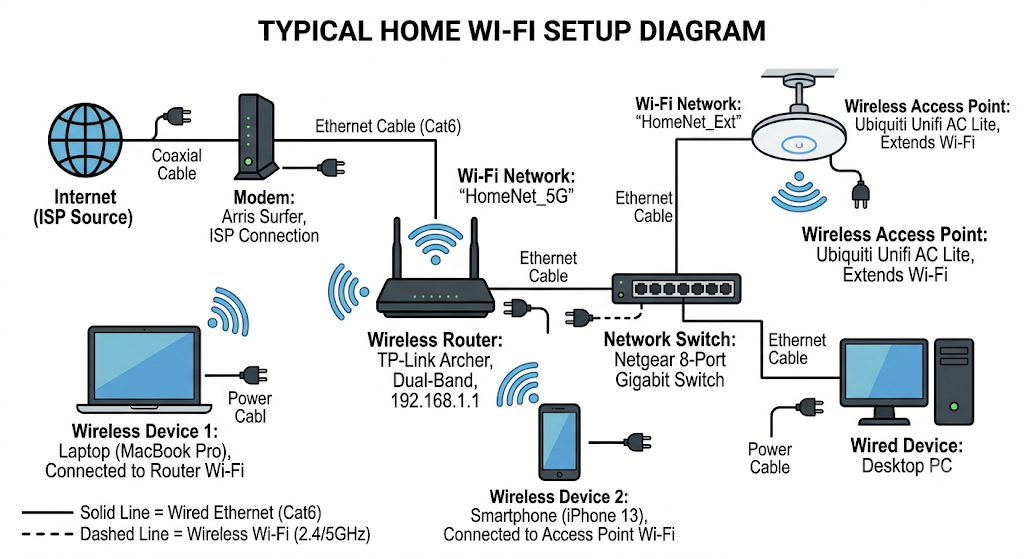 TYPICAL HOME WI-FI SETUP DIAGRAM
Internet
(ISP Source)
Coaxial
Cable
Modem:
Arris Surfer,
ISP Connection
Ethernet Cable (Cat6)
Wi-Fi Network:
“HomeNet_5G”
Wireless Router:
TP-Link Archer,
Dual-Band,
192.168.1.1
Ethernet
Cable
Network Switch:
Netgear 8-Port
Gigabit Switch
Ethernet
Cable
Wi-Fi Network:
“HomeNet_Ext”
Wireless Access Point:
Ubiquiti Unifi AC Lite,
Extends Wi-Fi
Wireless Access Point:
Ubiquiti Unifi AC Lite,
Extends Wi-Fi
Ethernet
Cable
Power
Cable
Wired Device:
Desktop PC
Power
Cabl
Wireless Device 1:
Laptop (MacBook Pro),
Connected to Router Wi-Fi
Wireless Device 2:
Smartphone (iPhone 13),
Connected to Access Point Wi-Fi
Solid Line = Wired Ethernet (Cat6)
Dashed Line = Wireless Wi-Fi (2.4/5GHz)